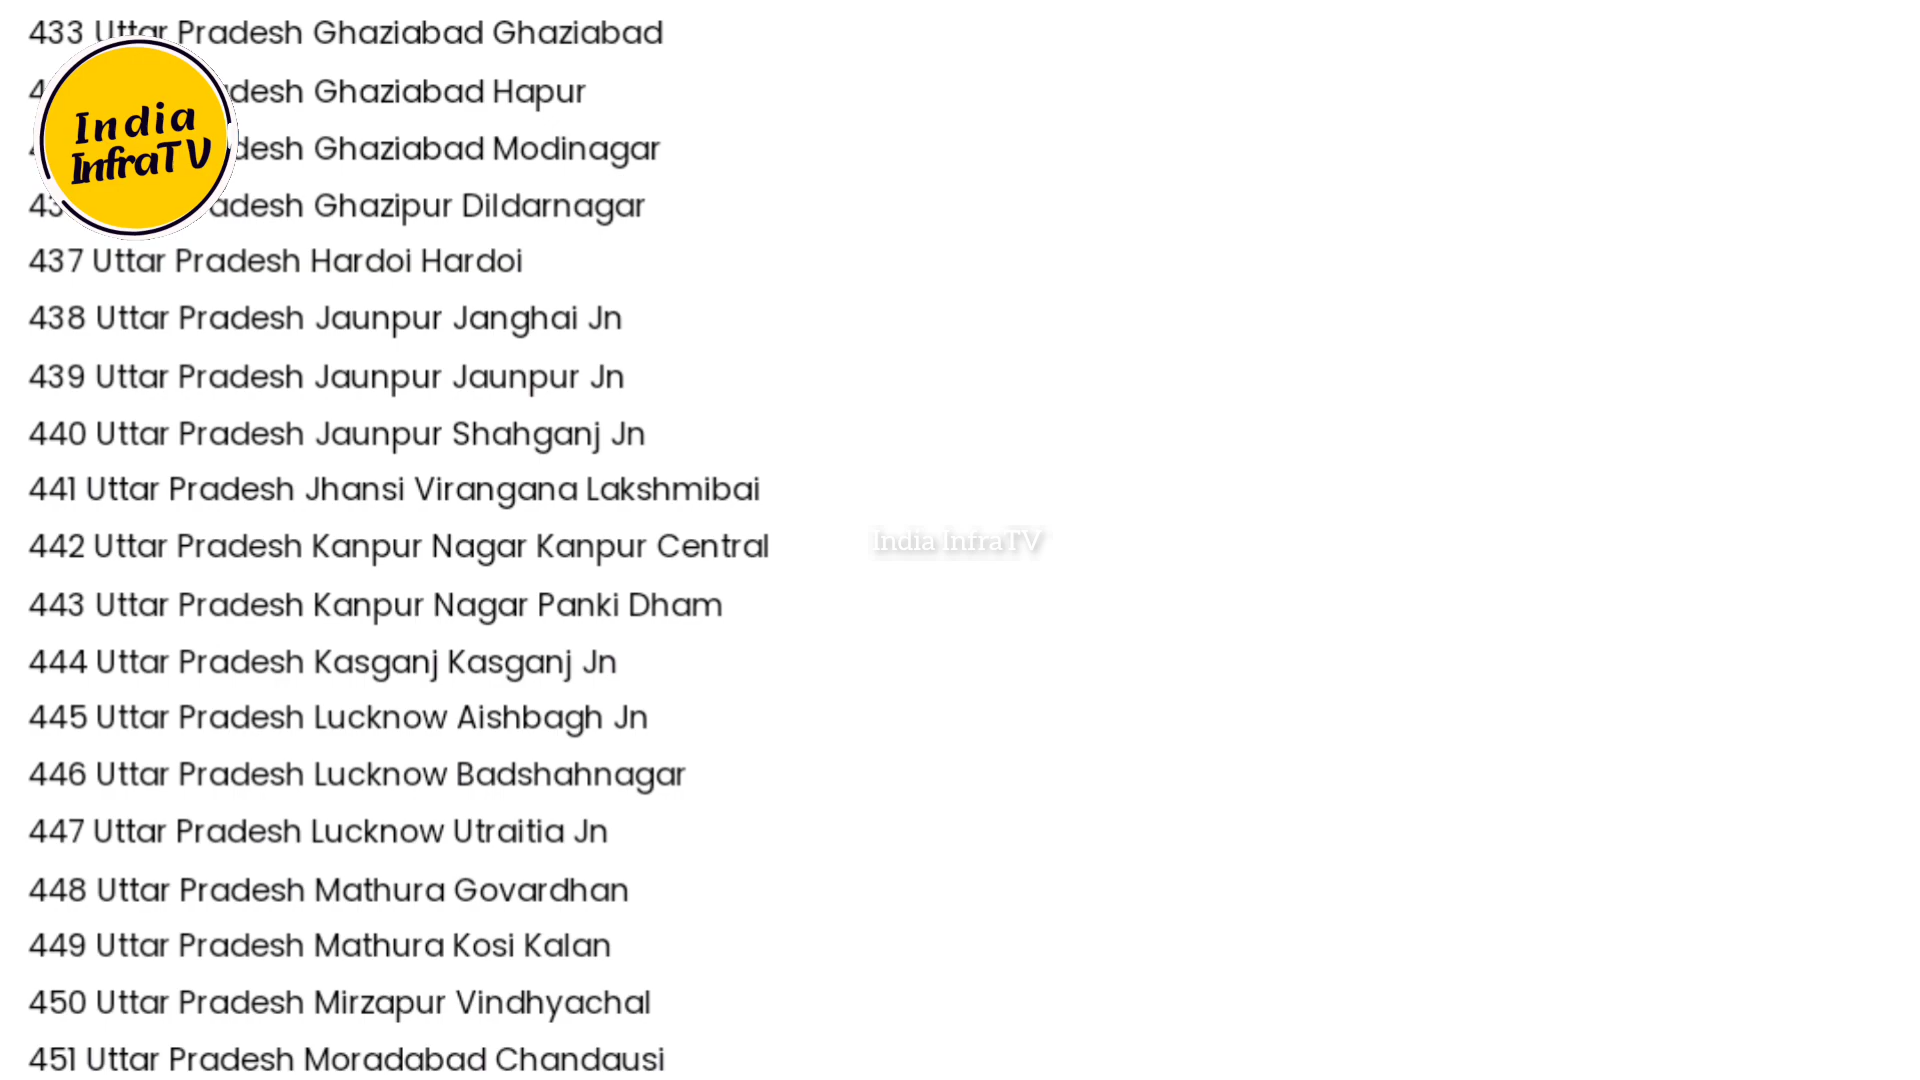 433 Uttar Pradesh Ghaziabad Ghaziabad
Ghaziabad Hapur
Ghaziabad Modinagar
Ghazipur Dildarnagar
437 Uttar Pradesh Hardoi Hardoi
438 Uttar Pradesh Jaunpur Janghai Jn
439 Uttar Pradesh Jaunpur Jaunpur Jn
440 Uttar Pradesh Jaunpur Shahganj Jn
441 Uttar Pradesh Jhansi Virangana Lakshmibai
442 Uttar Pradesh Kanpur Nagar Kanpur Central
443 Uttar Pradesh Kanpur Nagar Panki Dham
444 Uttar Pradesh Kasganj Kasganj Jn
445 Uttar Pradesh Lucknow Aishbagh Jn
446 Uttar Pradesh Lucknow Badshahnagar
447 Uttar Pradesh Lucknow Utraitia Jn
448 Uttar Pradesh Mathura Govardhan
449 Uttar Pradesh Mathura Kosi Kalan
450 Uttar Pradesh Mirzapur Vindhyachal
451 Uttar Pradesh Moradabad Chandausi
India
InfraTV
India InfraTV